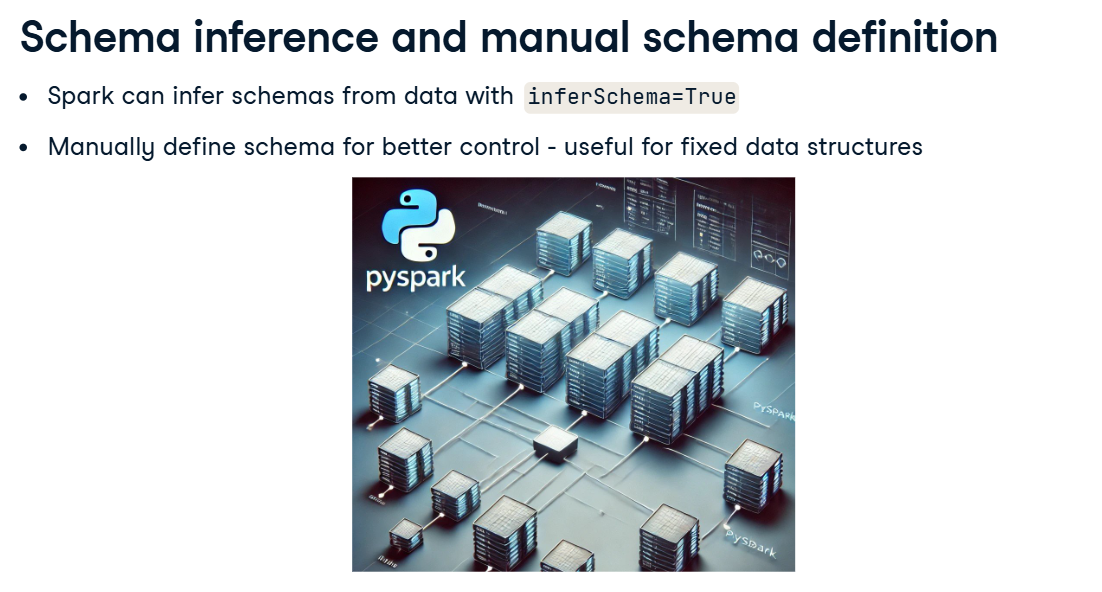 Schema inference and manual schema definition
• Spark can infer schemas from data with inferSchema=True
• Manually define schema for better control - useful for fixed data structures
pyspark
PySPARK
PySpark